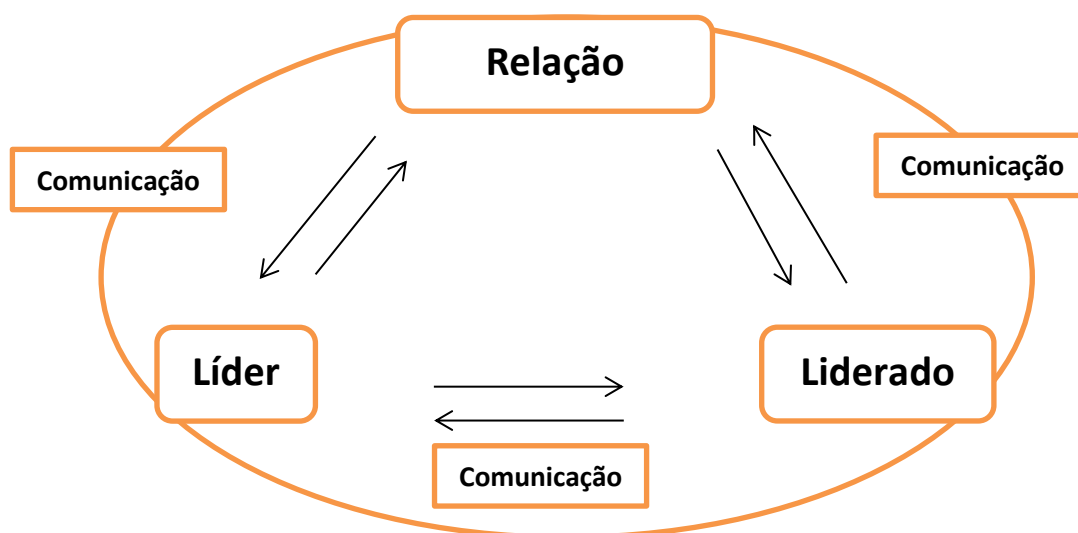 Relação
Comunicação
Comunicação
Líder
Liderado
Comunicação